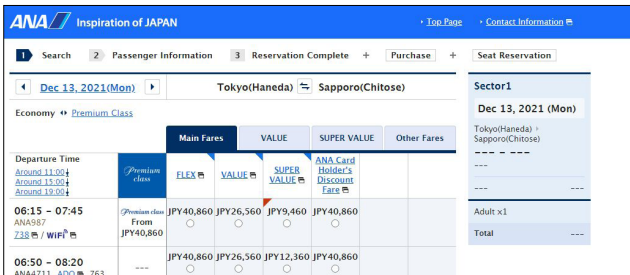 ANA Inspiration of JAPAN
Top Page
Contact Information
1 Search 2 Passenger Information 3 Reservation Complete + Purchase + Seat Reservation
Dec 13, 2021(Mon)
Tokyo(Haneda) Sapporo(Chitose)
Economy Premium Class
Main Fares VALUE SUPER VALUE Other Fares
Departure Time
Around 11:00
Around 15:00
Around 19:00
Premium class
FLEX
VALUE
SUPER VALUE
ANA Card Holder's Discount Fare
06:15 – 07:45
ANA987
738 / WiFi
Premium class
From
JPY40,860
JPY40,860 JPY26,560 JPY9,460 JPY40,860
06:50 – 08:20
ANA4711 ADO 763
---
JPY40,860 JPY26,560 JPY12,360 JPY40,860
Sector1
Dec 13, 2021 (Mon)
Tokyo(Haneda)
Sapporo(Chitose)
--- – ---
---
--- ---
Adult x1
Total ---